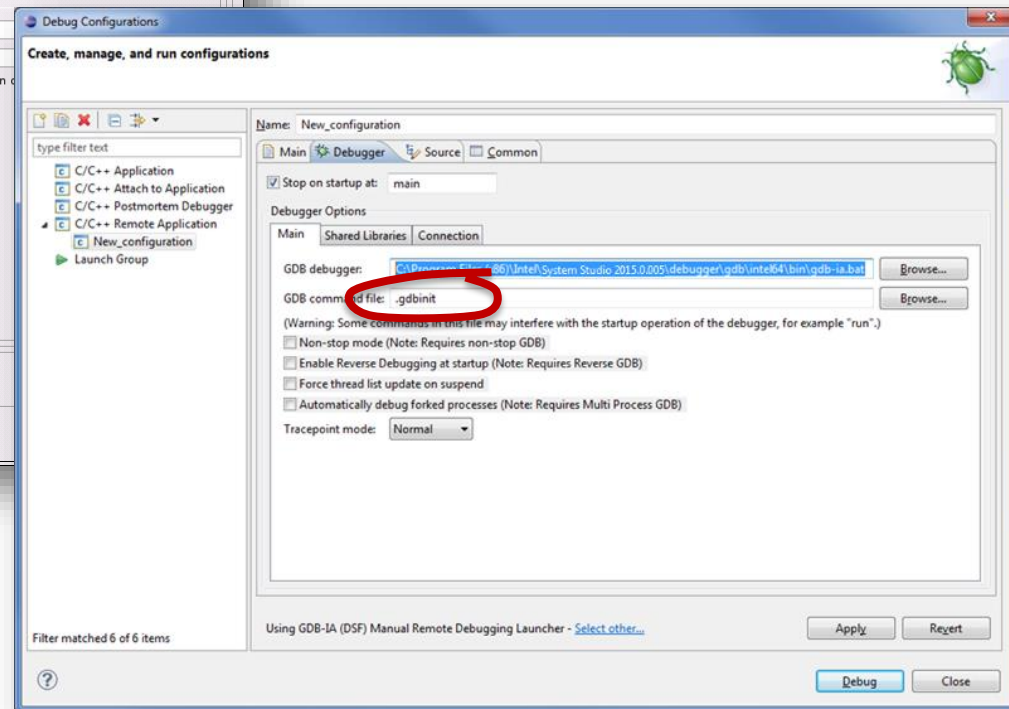 Debug Configurations
Create, manage, and run configurations
Name: New_configuration
type filter text
Main Debugger Source Common
C/C++ Application
C/C++ Attach to Application
C/C++ Postmortem Debugger
C/C++ Remote Application
New_configuration
Launch Group
Stop on startup at: main
Debugger Options
Main Shared Libraries Connection
GDB debugger: C:\Program Files (x86)\Intel\System Studio 2015.0.005\debugger\gdb\intel64\bin\gdb-ia.bat Browse...
GDB command file: .gdbinit Browse...
(Warning: Some commands in this file may interfere with the startup operation of the debugger, for example "run".)
Non-stop mode (Note: Requires non-stop GDB)
Enable Reverse Debugging at startup (Note: Requires Reverse GDB)
Force thread list update on suspend
Automatically debug forked processes (Note: Requires Multi Process GDB)
Tracepoint mode: Normal
Filter matched 6 of 6 items
Using GDB-IA (DSF) Manual Remote Debugging Launcher - Select other...
Apply Revert
Debug Close